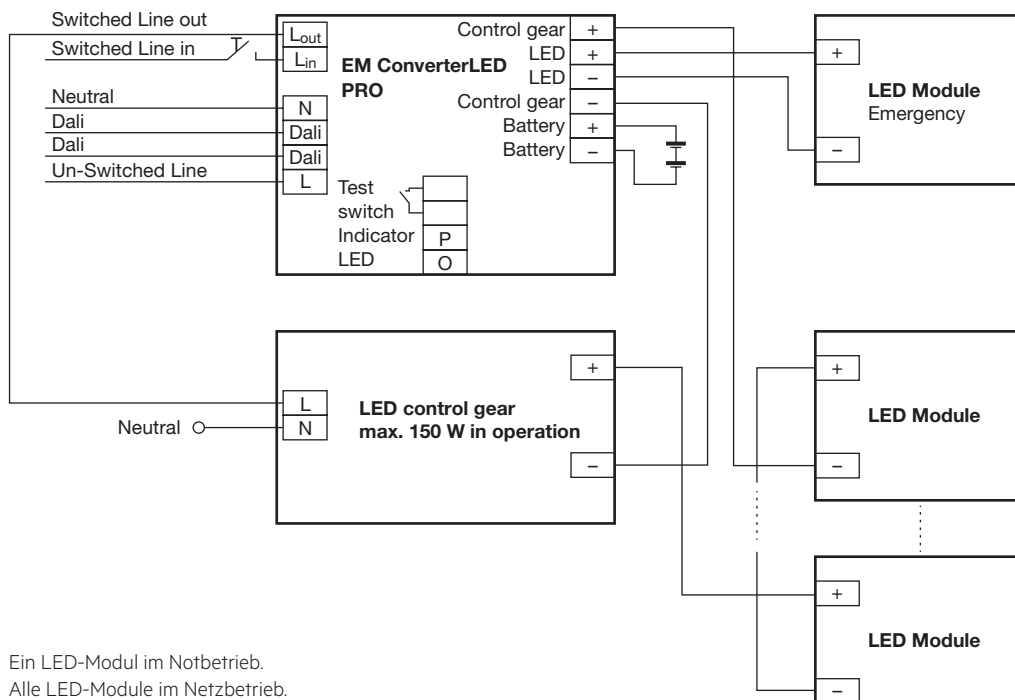 Switched Line out
Switched Line in
Neutral
Dali
Dali
Un-Switched Line
Lout
Lin
N
Dali
Dali
L
EM ConverterLED
PRO
Test
switch
Indicator
LED
P
O
Control gear +
LED +
LED –
Control gear –
Battery +
Battery –
+
–
LED Module
Emergency
Neutral
L
N
LED control gear
max. 150 W in operation
+
–
+
–
LED Module
+
–
LED Module
Ein LED-Modul im Notbetrieb.
Alle LED-Module im Netzbetrieb.